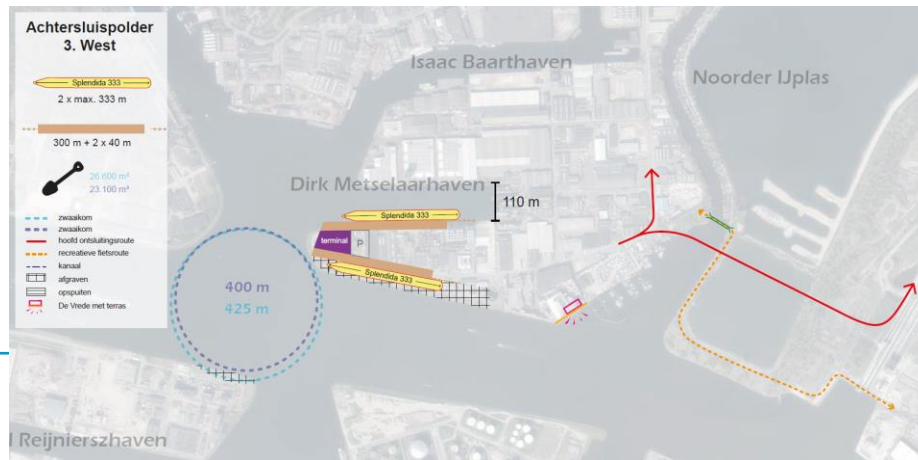 Achtersluispolder
3. West
Splendida 333
2 x max. 333 m
300 m + 2 x 40 m
26.600 m²
23.100 m²
zwaaikom
zwaaikom
hoofd ontsluitingsroute
recreatieve fietsroute
kanaal
afgraven
opspuiten
De Vrede met terras
Isaac Baarthaven
Noorder IJplas
Dirk Metselaarhaven
110 m
Splendida 333
terminal
P
Splendida 333
400 m
425 m
Reijnierszhaven